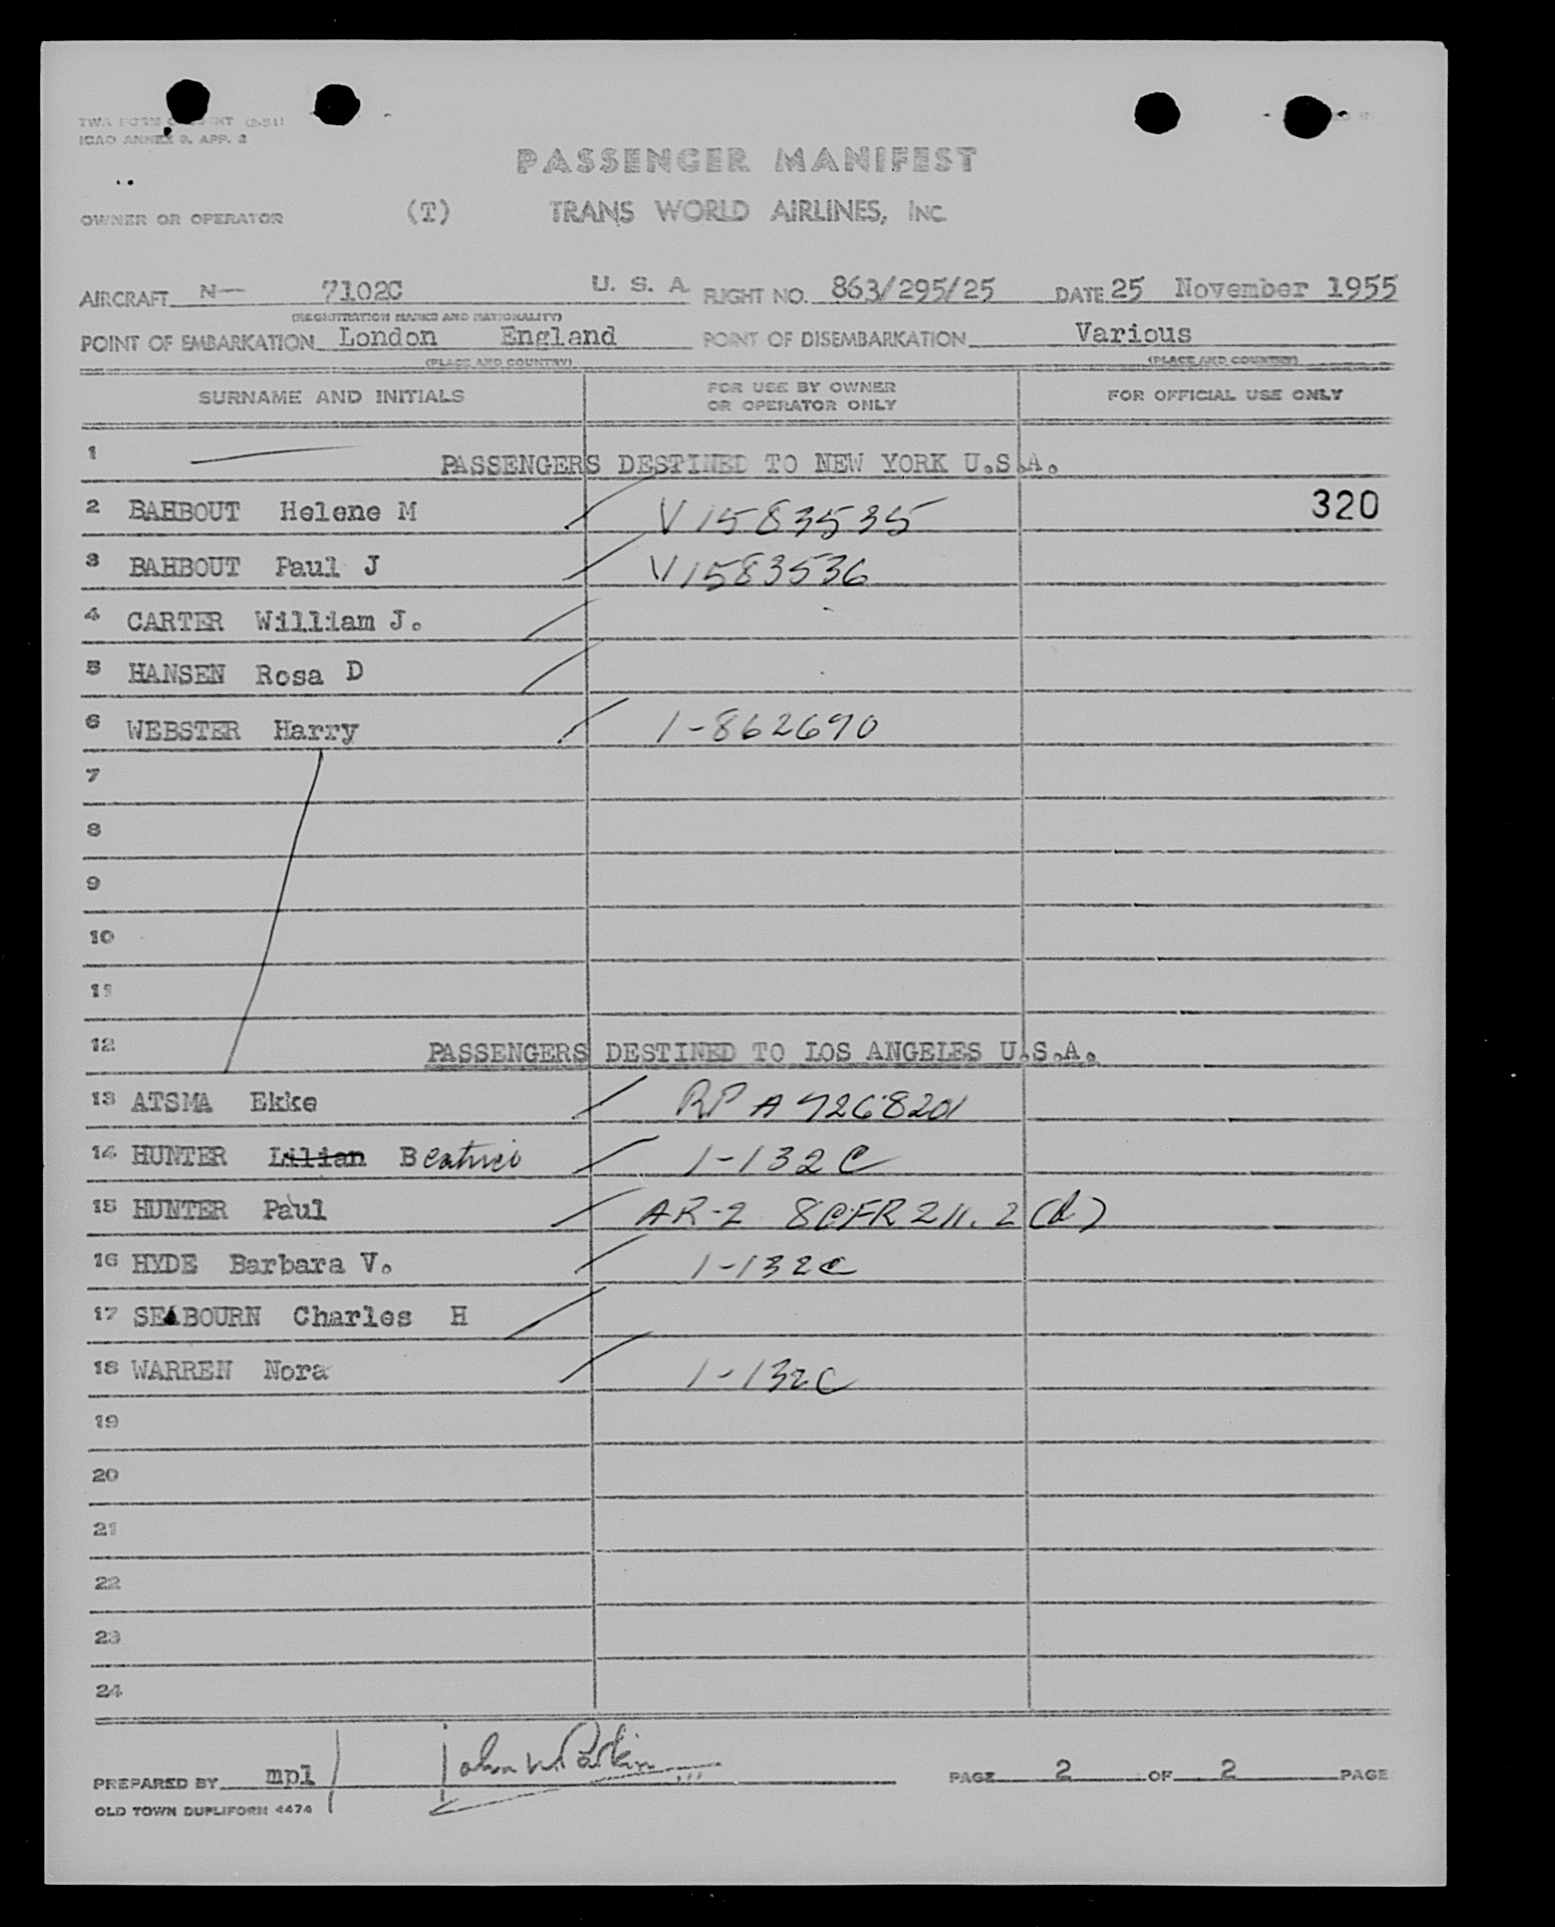 ICAO ANNEX 9. APP. 2
PASSENGER MANIFEST
OWNER OR OPERATOR (T) TRANS WORLD AIRLINES, INC.
AIRCRAFT N— 7102C U. S. A. FLIGHT NO. 863/295/25 DATE 25 November 1955
(REGISTRATION MARKS AND NATIONALITY)
POINT OF EMBARKATION London England POINT OF DISEMBARKATION Various
(PLACE AND COUNTRY) (PLACE AND COUNTRY)
SURNAME AND INITIALS FOR USE BY OWNER OR OPERATOR ONLY FOR OFFICIAL USE ONLY
1 PASSENGERS DESTINED TO NEW YORK U.S.A.
2 BAHBOUT Helene M V1583535 320
3 BAHBOUT Paul J V1583536
4 CARTER William J.
5 HANSEN Rosa D
6 WEBSTER Harry 1-862690
7
8
9
10
11
12 PASSENGERS DESTINED TO LOS ANGELES U.S.A.
13 ATSMA Ekke RP A7268201
14 HUNTER Lilian Beatrice 1-132C
15 HUNTER Paul AR-2 8CFR 211.2(d)
16 HYDE Barbara V. 1-132C
17 SEABOURN Charles H
18 WARREN Nora 1-132C
19
20
21
22
23
24
PREPARED BY mpl PAGE 2 OF 2 PAGE
OLD TOWN DUPLIFORM 4474